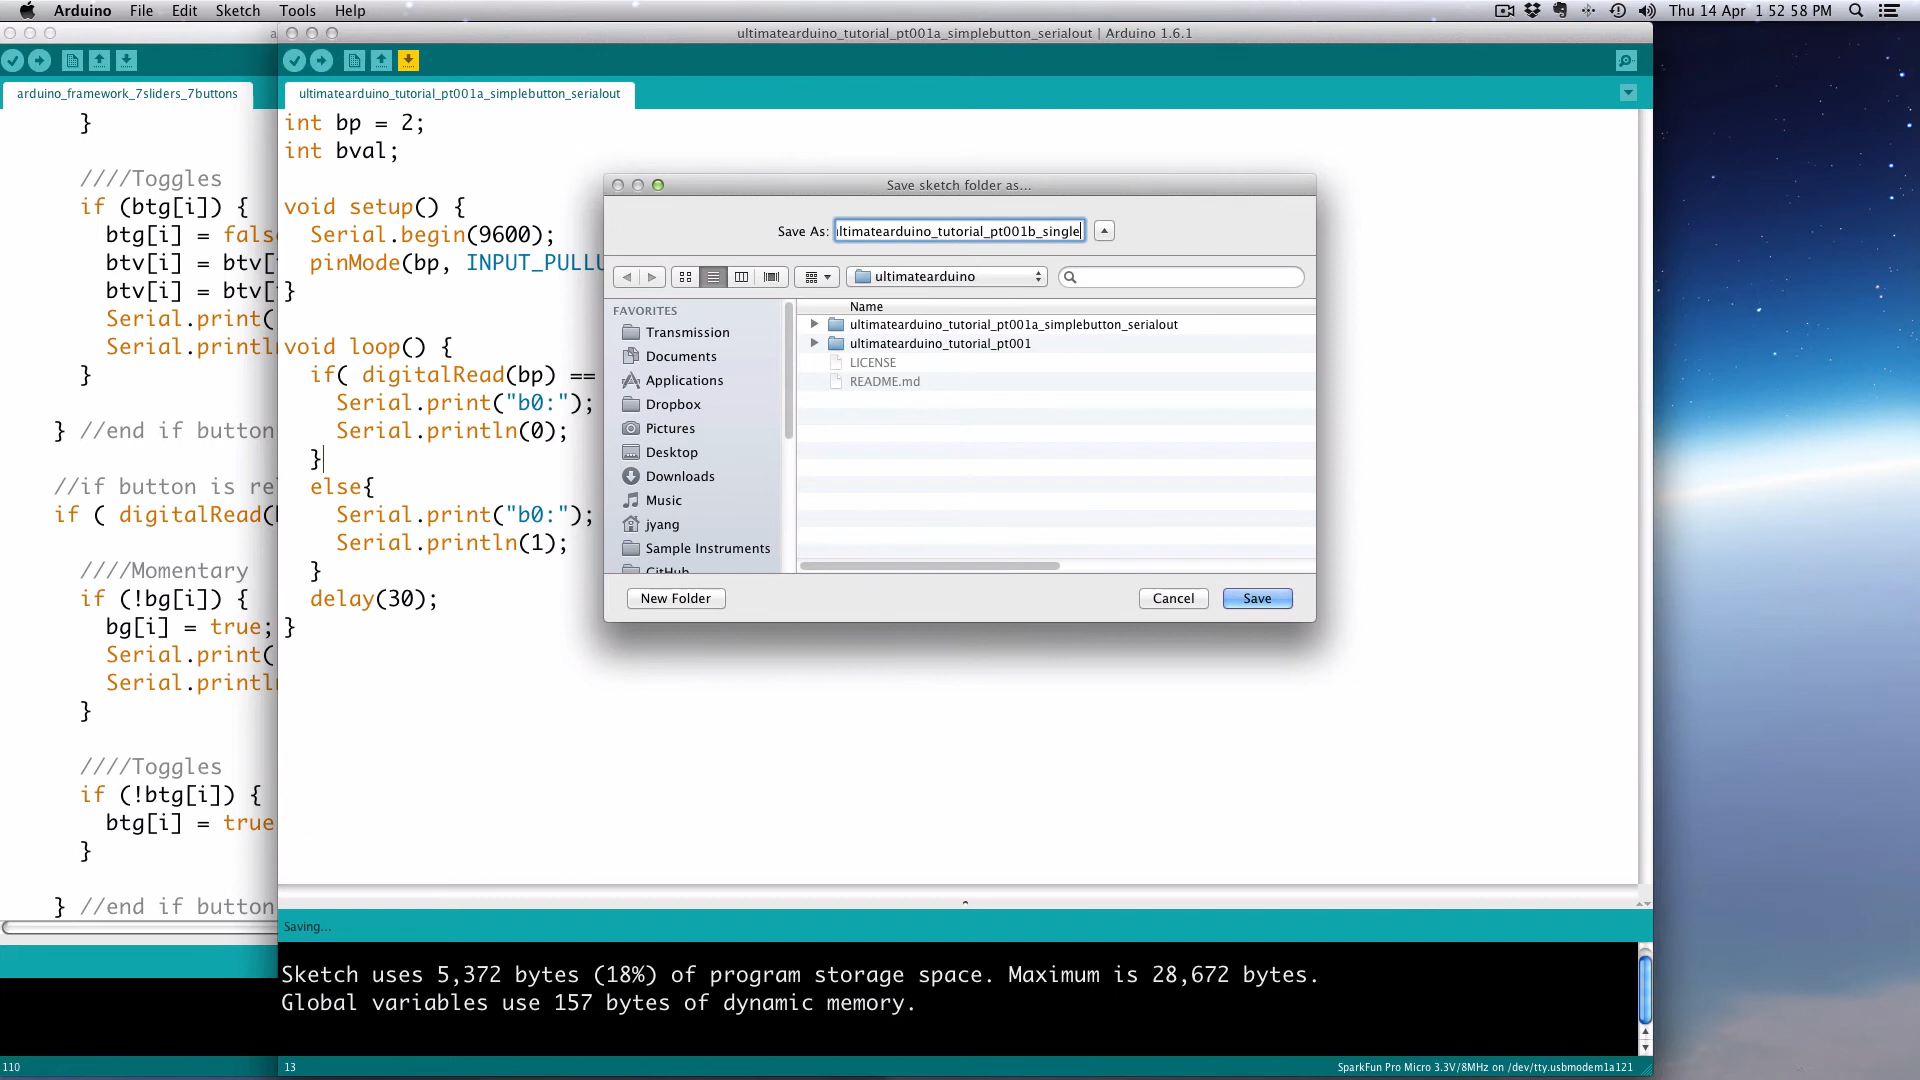 Arduino File Edit Sketch Tools Help
Thu 14 Apr 1 52 58 PM
ultimatearduino_tutorial_pt001a_simplebutton_serialout | Arduino 1.6.1
arduino_framework_7sliders_7buttons
}
////Toggles
if (btg[i]) {
btg[i] = fals
btv[i] = btv[
btv[i] = btv[
Serial.print(
Serial.println
}
} //end if button
//if button is re
if ( digitalRead(
////Momentary
if (!bg[i]) {
bg[i] = true;
Serial.print(
Serial.println
}
////Toggles
if (!btg[i]) {
btg[i] = true
}
} //end if button
110
ultimatearduino_tutorial_pt001a_simplebutton_serialout
int bp = 2;
int bval;
void setup() {
Serial.begin(9600);
pinMode(bp, INPUT_PULLU
}
void loop() {
if( digitalRead(bp) ==
Serial.print("b0:");
Serial.println(0);
}
else{
Serial.print("b0:");
Serial.println(1);
}
delay(30);
}
Save sketch folder as...
Save As: ultimatearduino_tutorial_pt001b_single
ultimatearduino
FAVORITES
Transmission
Documents
Applications
Dropbox
Pictures
Desktop
Downloads
Music
jyang
Sample Instruments
GitHub
Name
ultimatearduino_tutorial_pt001a_simplebutton_serialout
ultimatearduino_tutorial_pt001
LICENSE
README.md
New Folder
Cancel
Save
Saving...
Sketch uses 5,372 bytes (18%) of program storage space. Maximum is 28,672 bytes.
Global variables use 157 bytes of dynamic memory.
13
SparkFun Pro Micro 3.3V/8MHz on /dev/tty.usbmodem1a121